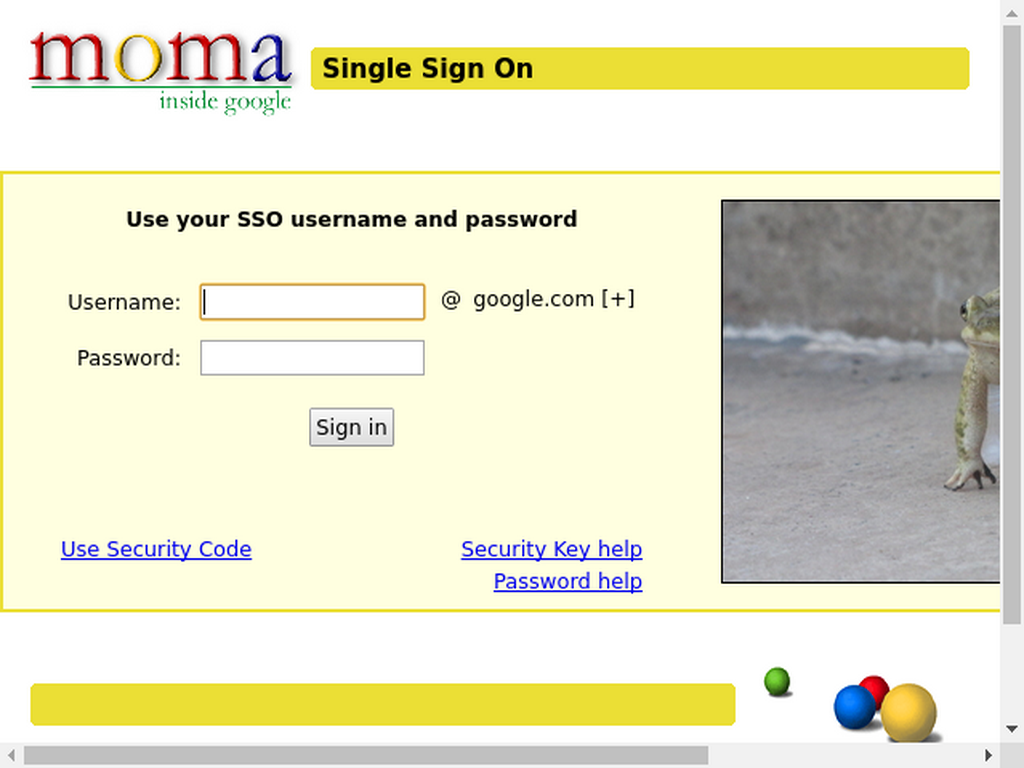 moma
inside google
Single Sign On
Use your SSO username and password
Username:
@ google.com [+]
Password:
Sign in
Use Security Code
Security Key help
Password help